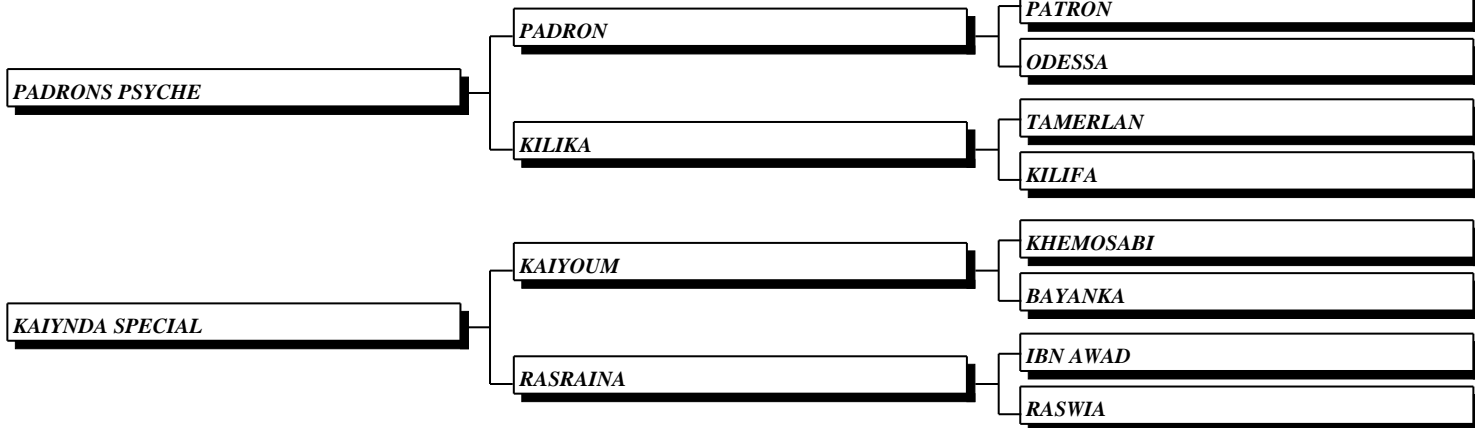 PATRON
PADRON
ODESSA
PADRONS PSYCHE
TAMERLAN
KILIKA
KILIFA
KHEMOSABI
KAIYOUM
BAYANKA
KAIYNDA SPECIAL
IBN AWAD
RASRAINA
RASWIA